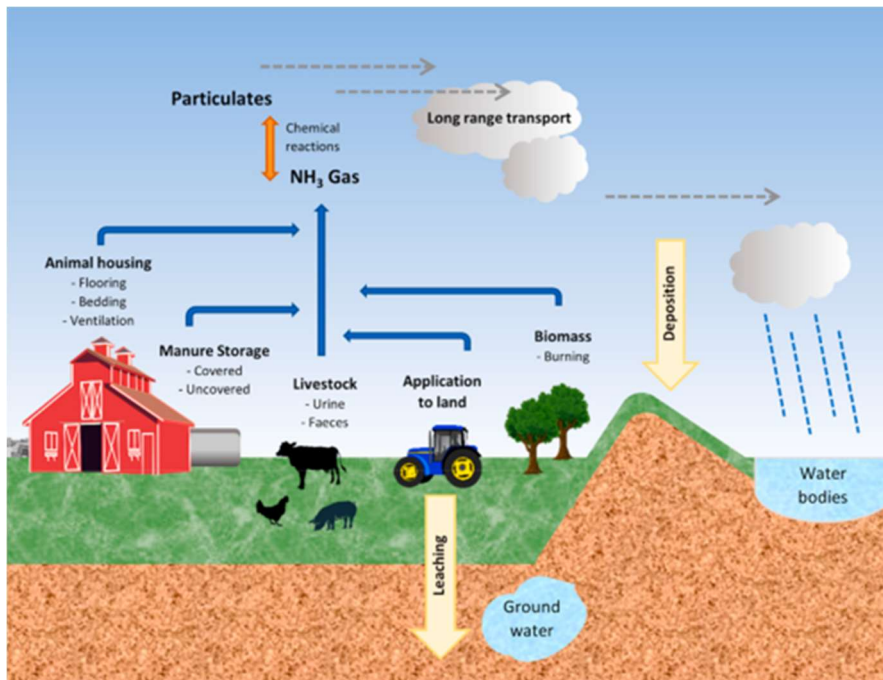 Particulates
Long range transport
Chemical
reactions
NH₃ Gas
Animal housing
- Flooring
- Bedding
- Ventilation
Manure Storage
- Covered
- Uncovered
Livestock
- Urine
- Faeces
Application
to land
Biomass
- Burning
Deposition
Water
bodies
Leaching
Ground
water